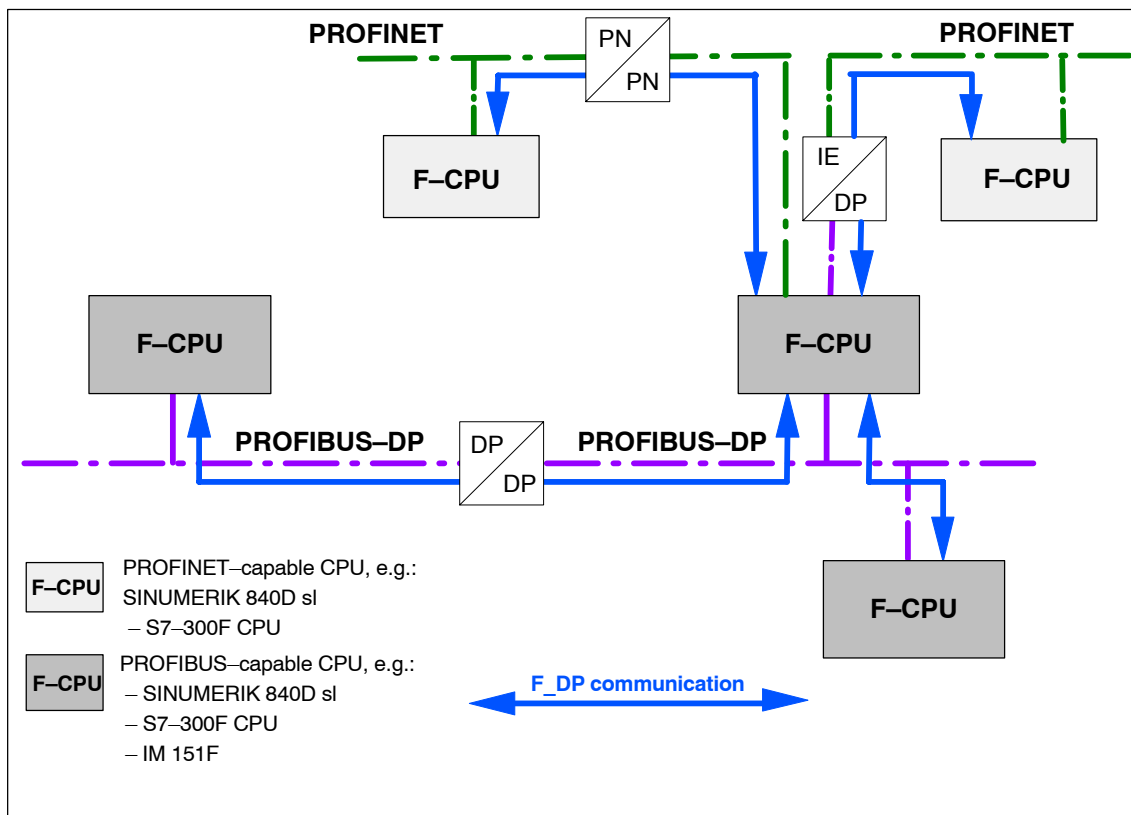 PROFINET
PN
PN
PROFINET
F–CPU
IE
DP
F–CPU
F–CPU
F–CPU
PROFIBUS–DP
DP
DP
PROFIBUS–DP
F–CPU
F–CPU
PROFINET–capable CPU, e.g.:
SINUMERIK 840D sl
– S7–300F CPU
F–CPU
PROFIBUS–capable CPU, e.g.:
– SINUMERIK 840D sl
– S7–300F CPU
– IM 151F
F_DP communication